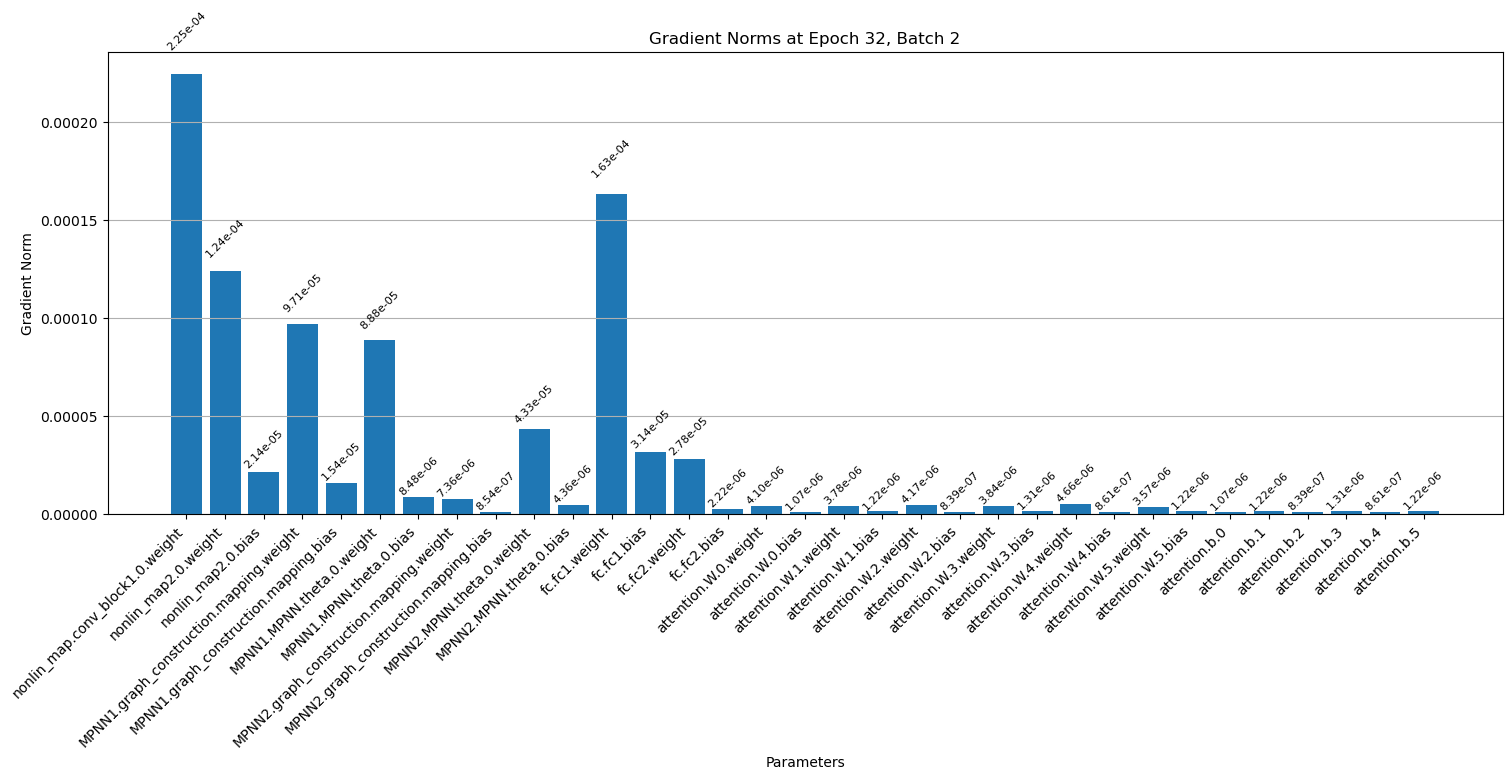 Gradient Norms at Epoch 32, Batch 2
Gradient Norm
0.00020
0.00015
0.00010
0.00005
0.00000
2.25e-04
1.24e-04
2.14e-05
9.71e-05
1.54e-05
8.88e-05
8.48e-06
7.36e-06
8.54e-07
4.33e-05
4.36e-06
1.63e-04
3.14e-05
2.78e-05
2.22e-06
4.10e-06
1.07e-06
3.78e-06
1.22e-06
4.17e-06
8.39e-07
3.84e-06
1.31e-06
4.66e-06
8.61e-07
3.57e-06
1.22e-06
1.07e-06
1.22e-06
8.39e-07
1.31e-06
8.61e-07
1.22e-06
nonlin_map.conv_block1.0.weight
nonlin_map2.0.weight
nonlin_map2.0.bias
MPNN1.graph_construction.mapping.weight
MPNN1.graph_construction.mapping.bias
MPNN1.MPNN.theta.0.weight
MPNN1.MPNN.theta.0.bias
MPNN2.graph_construction.mapping.weight
MPNN2.graph_construction.mapping.bias
MPNN2.MPNN.theta.0.weight
MPNN2.MPNN.theta.0.bias
fc.fc1.weight
fc.fc1.bias
fc.fc2.weight
fc.fc2.bias
attention.W.0.weight
attention.W.0.bias
attention.W.1.weight
attention.W.1.bias
attention.W.2.weight
attention.W.2.bias
attention.W.3.weight
attention.W.3.bias
attention.W.4.weight
attention.W.4.bias
attention.W.5.weight
attention.W.5.bias
attention.b.0
attention.b.1
attention.b.2
attention.b.3
attention.b.4
attention.b.5
Parameters